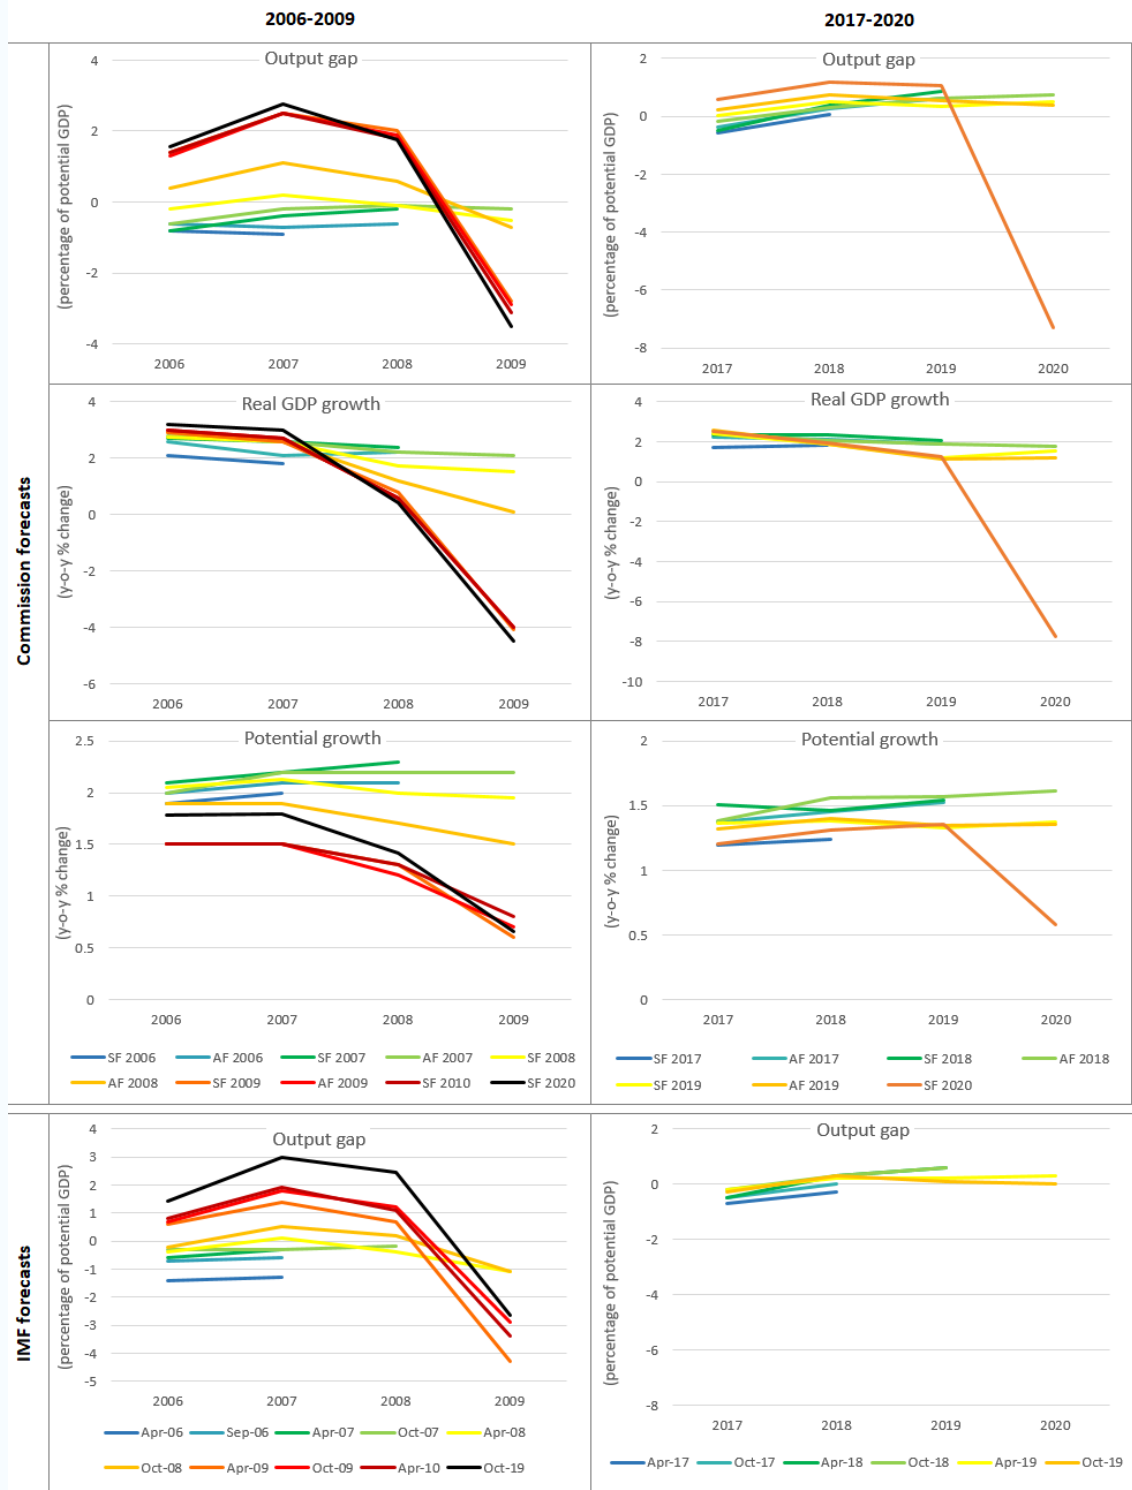 2006-2009
2017-2020
Commission forecasts
Output gap
(percentage of potential GDP)
4
2
0
-2
-4
2006 2007 2008 2009
Output gap
(percentage of potential GDP)
2
0
-2
-4
-6
-8
2017 2018 2019 2020
Real GDP growth
(y-o-y % change)
4
2
0
-2
-4
-6
2006 2007 2008 2009
Real GDP growth
(y-o-y % change)
4
2
0
-2
-4
-6
-8
-10
2017 2018 2019 2020
Potential growth
(y-o-y % change)
2.5
2
1.5
1
0.5
0
2006 2007 2008 2009
SF 2006 AF 2006 SF 2007 AF 2007 SF 2008
AF 2008 SF 2009 AF 2009 SF 2010 SF 2020
Potential growth
(y-o-y % change)
2
1.5
1
0.5
0
2017 2018 2019 2020
SF 2017 AF 2017 SF 2018 AF 2018
SF 2019 AF 2019 SF 2020
IMF forecasts
Output gap
(percentage of potential GDP)
4
3
2
1
0
-1
-2
-3
-4
-5
2006 2007 2008 2009
Apr-06 Sep-06 Apr-07 Oct-07 Apr-08
Oct-08 Apr-09 Oct-09 Apr-10 Oct-19
Output gap
(percentage of potential GDP)
2
0
-2
-4
-6
-8
2017 2018 2019 2020
Apr-17 Oct-17 Apr-18 Oct-18 Apr-19 Oct-19